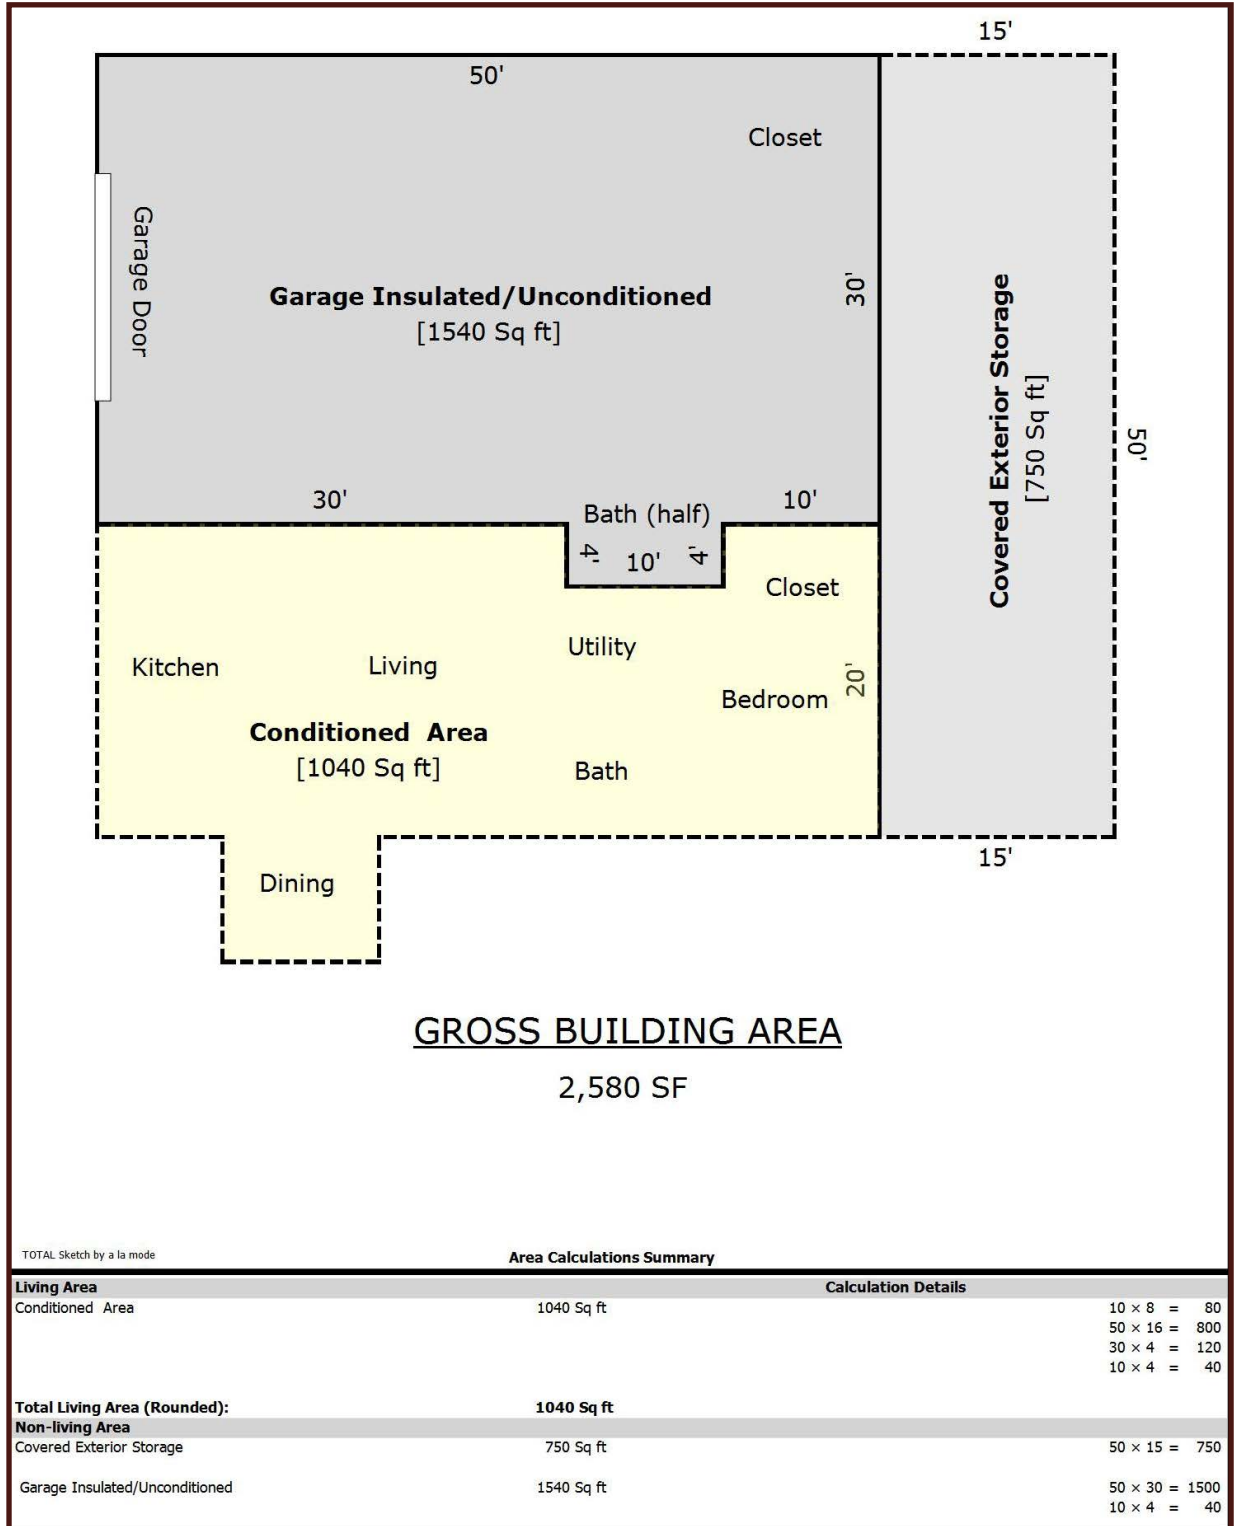 15'
50'
Closet
Garage Door
Garage Insulated/Unconditioned
[1540 Sq ft]
30'
Covered Exterior Storage
[750 Sq ft]
50'
30'
Bath (half)
10'
4'
10'
4'
Closet
Utility
Kitchen
Living
20'
Bedroom
Conditioned Area
[1040 Sq ft]
Bath
15'
Dining
GROSS BUILDING AREA
2,580 SF
TOTAL Sketch by a la mode
Area Calculations Summary
Living Area Calculation Details
Conditioned Area 1040 Sq ft 10 × 8 = 80
50 × 16 = 800
30 × 4 = 120
10 × 4 = 40
Total Living Area (Rounded): 1040 Sq ft
Non-living Area
Covered Exterior Storage 750 Sq ft 50 × 15 = 750
Garage Insulated/Unconditioned 1540 Sq ft 50 × 30 = 1500
10 × 4 = 40